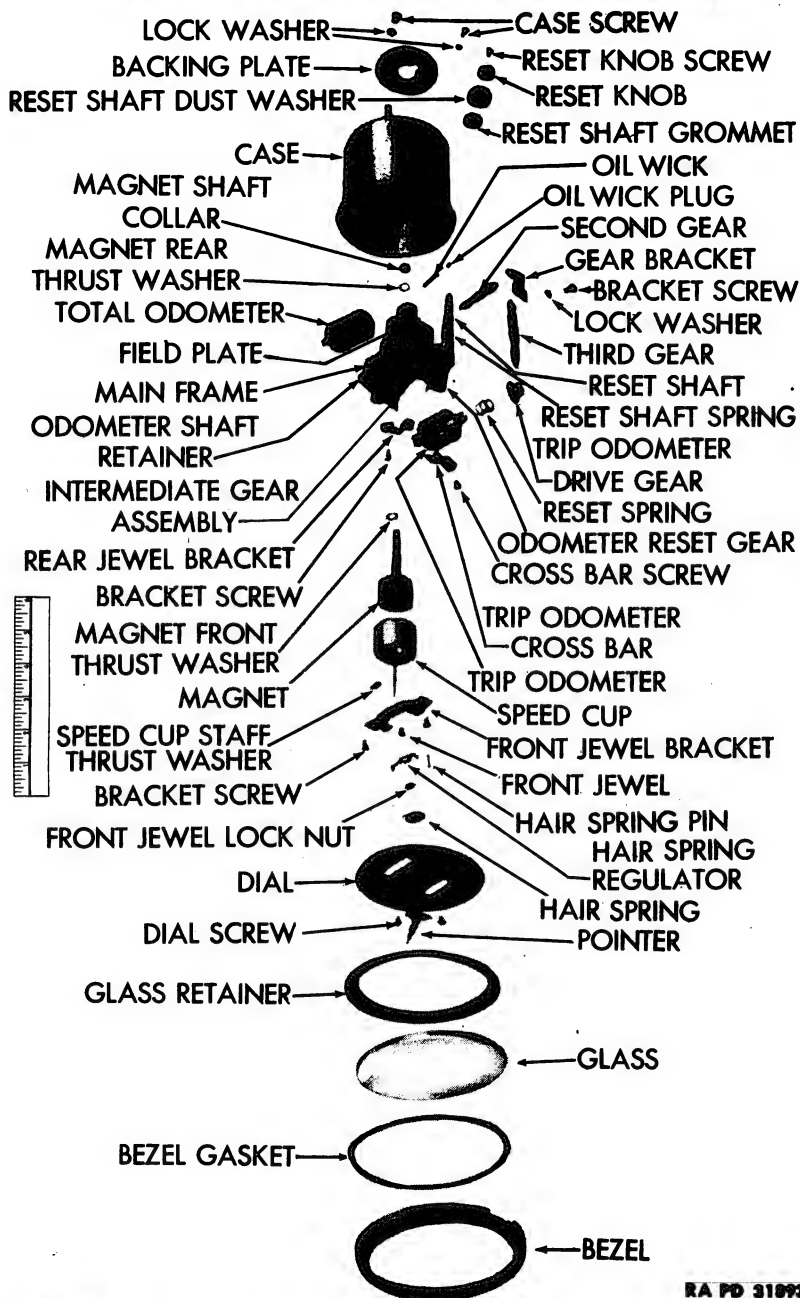 LOCK WASHER
CASE SCREW
BACKING PLATE
RESET KNOB SCREW
RESET SHAFT DUST WASHER
RESET KNOB
RESET SHAFT GROMMET
CASE
OIL WICK
MAGNET SHAFT
COLLAR
OIL WICK PLUG
SECOND GEAR
MAGNET REAR
THRUST WASHER
GEAR BRACKET
BRACKET SCREW
TOTAL ODOMETER
LOCK WASHER
FIELD PLATE
THIRD GEAR
MAIN FRAME
RESET SHAFT
RESET SHAFT SPRING
ODOMETER SHAFT
RETAINER
TRIP ODOMETER
DRIVE GEAR
INTERMEDIATE GEAR
ASSEMBLY
RESET SPRING
ODOMETER RESET GEAR
REAR JEWEL BRACKET
CROSS BAR SCREW
BRACKET SCREW
TRIP ODOMETER
CROSS BAR
MAGNET FRONT
THRUST WASHER
TRIP ODOMETER
MAGNET
SPEED CUP
SPEED CUP STAFF
THRUST WASHER
FRONT JEWEL BRACKET
BRACKET SCREW
FRONT JEWEL
FRONT JEWEL LOCK NUT
HAIR SPRING PIN
HAIR SPRING
REGULATOR
DIAL
HAIR SPRING
DIAL SCREW
POINTER
GLASS RETAINER
GLASS
BEZEL GASKET
BEZEL